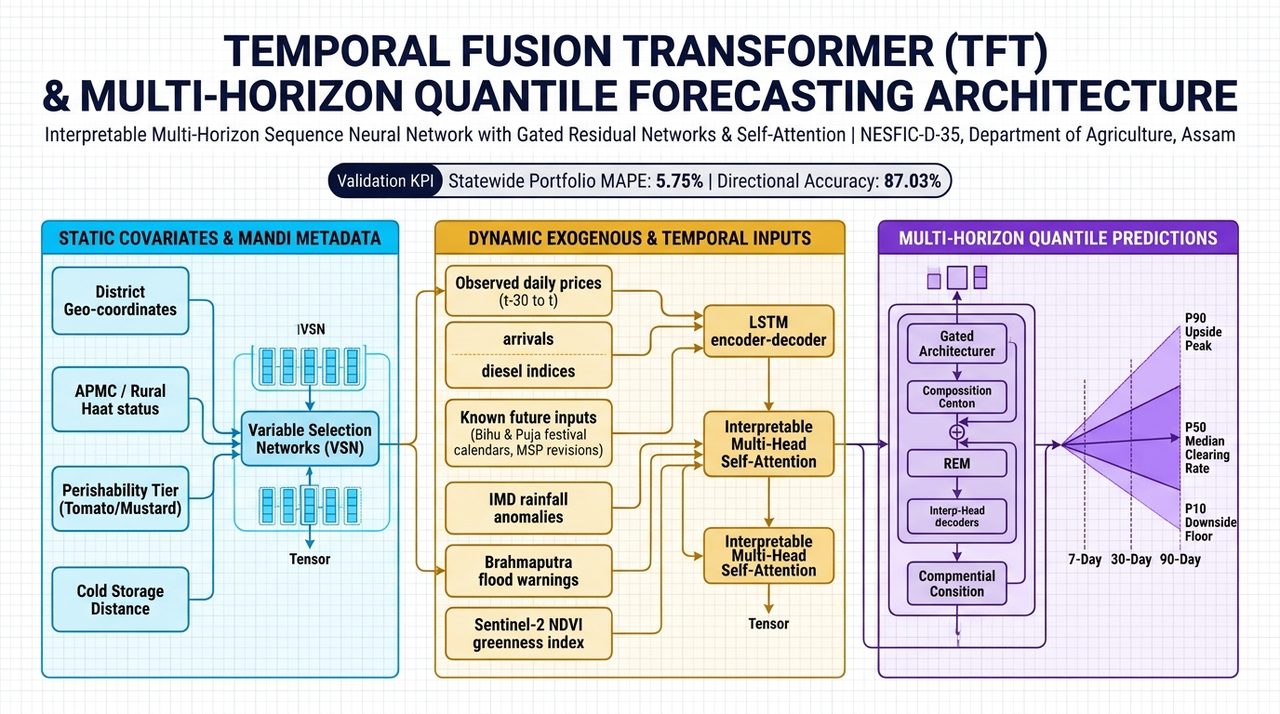 TEMPORAL FUSION TRANSFORMER (TFT)
& MULTI-HORIZON QUANTILE FORECASTING ARCHITECTURE
Interpretable Multi-Horizon Sequence Neural Network with Gated Residual Networks & Self-Attention | NESFIC-D-35, Department of Agriculture, Assam
Validation KPI
Statewide Portfolio MAPE: 5.75% | Directional Accuracy: 87.03%
STATIC COVARIATES & MANDI METADATA
District
Geo-coordinates
APMC / Rural
Haat status
Perishability Tier
(Tomato/Mustard)
Cold Storage
Distance
IVSN
Variable Selection
Networks (VSN)
Tensor
DYNAMIC EXOGENOUS & TEMPORAL INPUTS
Observed daily prices
(t-30 to t)
arrivals
diesel indices
Known future inputs
(Bihu & Puja festival
calendars, MSP revisions)
IMD rainfall
anomalies
Brahmaputra
flood warnings
Sentinel-2 NDVI
greenness index
LSTM
encoder-decoder
Interpretable
Multi-Head
Self-Attention
Interpretable
Multi-Head
Self-Attention
Tensor
MULTI-HORIZON QUANTILE PREDICTIONS
Gated
Architecturer
Compossition
Centon
REM
Interp-Head
decoders
Compmential
Consition
P90
Upside
Peak
P50
Median
Clearing
Rate
P10
Downside
Floor
7-Day
30-Day
90-Day